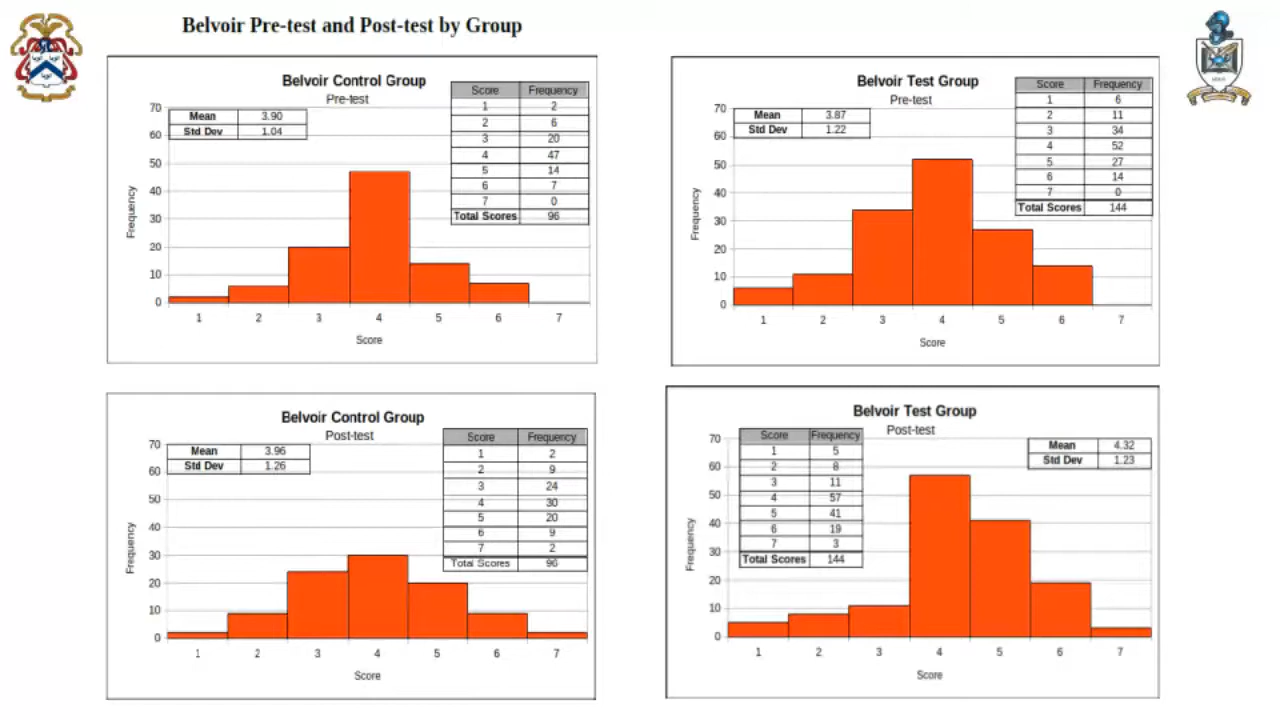 Belvoir Pre-test and Post-test by Group
Belvoir Control Group
Pre-test
Mean 3.90
Std Dev 1.04
Score Frequency
1 2
2 6
3 20
4 47
5 14
6 7
7 0
Total Scores 96
Frequency
70
60
50
40
30
20
10
0
1 2 3 4 5 6 7
Score
Belvoir Test Group
Pre-test
Mean 3.87
Std Dev 1.22
Score Frequency
1 6
2 11
3 34
4 52
5 27
6 14
7 0
Total Scores 144
Frequency
70
60
50
40
30
20
10
0
1 2 3 4 5 6 7
Score
Belvoir Control Group
Post-test
Mean 3.96
Std Dev 1.26
Score Frequency
1 2
2 9
3 24
4 30
5 20
6 9
7 2
Total Scores 96
Frequency
70
60
50
40
30
20
10
0
1 2 3 4 5 6 7
Score
Belvoir Test Group
Post-test
Score Frequency
1 5
2 8
3 11
4 57
5 41
6 19
7 3
Total Scores 144
Mean 4.32
Std Dev 1.23
Frequency
70
60
50
40
30
20
10
0
1 2 3 4 5 6 7
Score